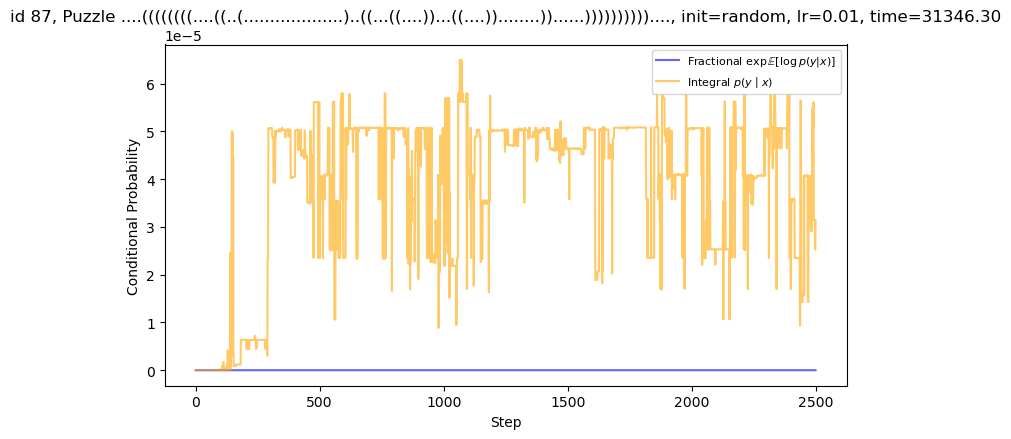 id 87, Puzzle ....((((((((....((..(....................)..((...((....))...((....))........))......))))))))))...., init=random, lr=0.01, time=31346.30
1e−5
Fractional exp𝔼[log p(y|x)]
Integral p(y | x)
6
5
4
3
2
1
0
Conditional Probability
0 500 1000 1500 2000 2500
Step